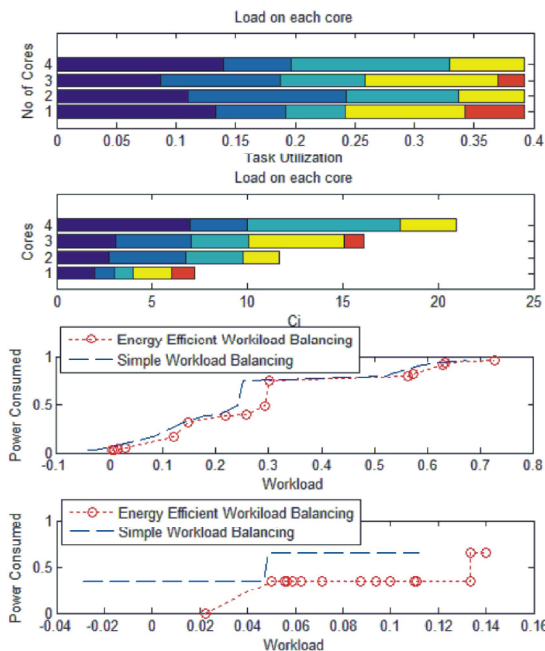 Load on each core
No of Cores
4
3
2
1
0 0.05 0.1 0.15 0.2 0.25 0.3 0.35 0.4
Task Utilization
Load on each core
Cores
4
3
2
1
0 5 10 15 20 25
Ci
Energy Efficient Workiload Balancing
Simple Workload Balancing
Power Consumed
1
0.5
0
-0.1 0 0.1 0.2 0.3 0.4 0.5 0.6 0.7 0.8
Workload
Energy Efficient Workiload Balancing
Simple Workload Balancing
Power Consumed
1
0.5
0
-0.04 -0.02 0 0.02 0.04 0.06 0.08 0.1 0.12 0.14 0.16
Workload